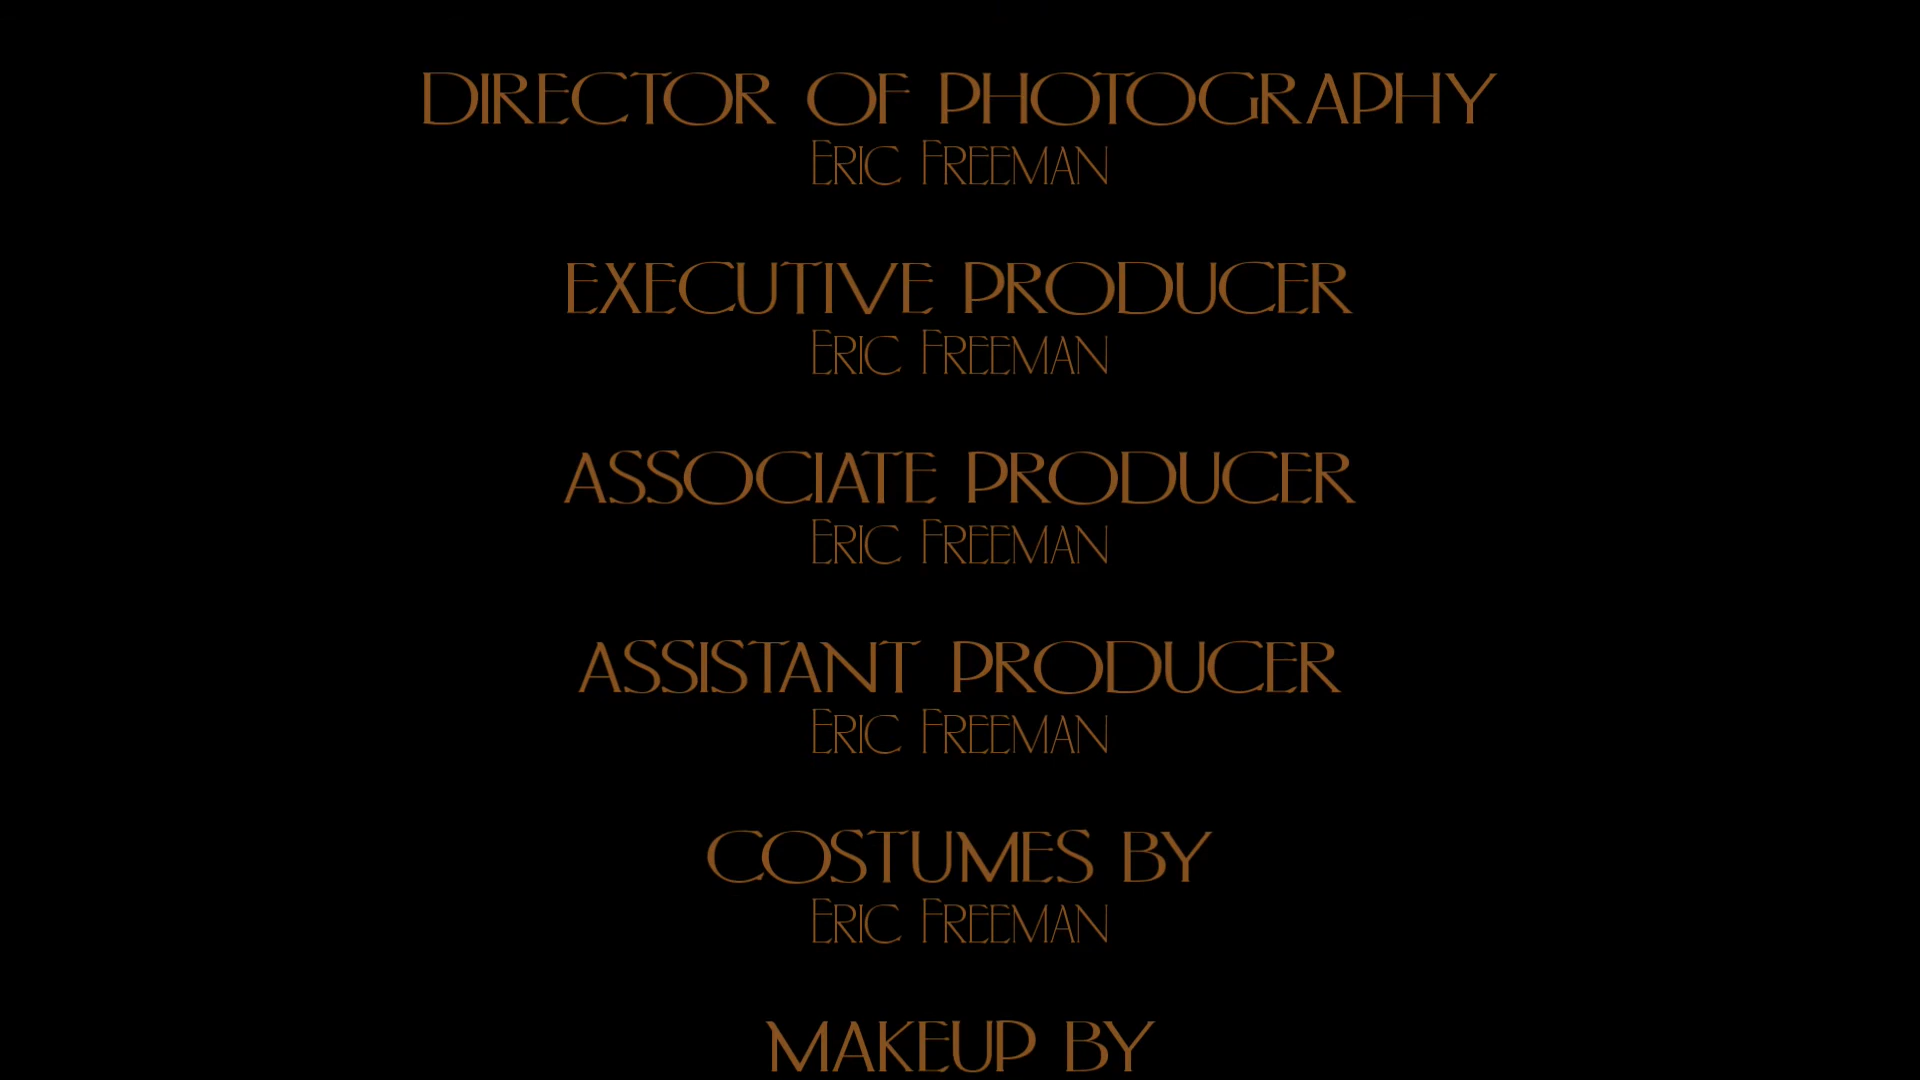 DIRECTOR OF PHOTOGRAPHY
ERIC FREEMAN
EXECUTIVE PRODUCER
ERIC FREEMAN
ASSOCIATE PRODUCER
ERIC FREEMAN
ASSISTANT PRODUCER
ERIC FREEMAN
COSTUMES BY
ERIC FREEMAN
MAKEUP BY